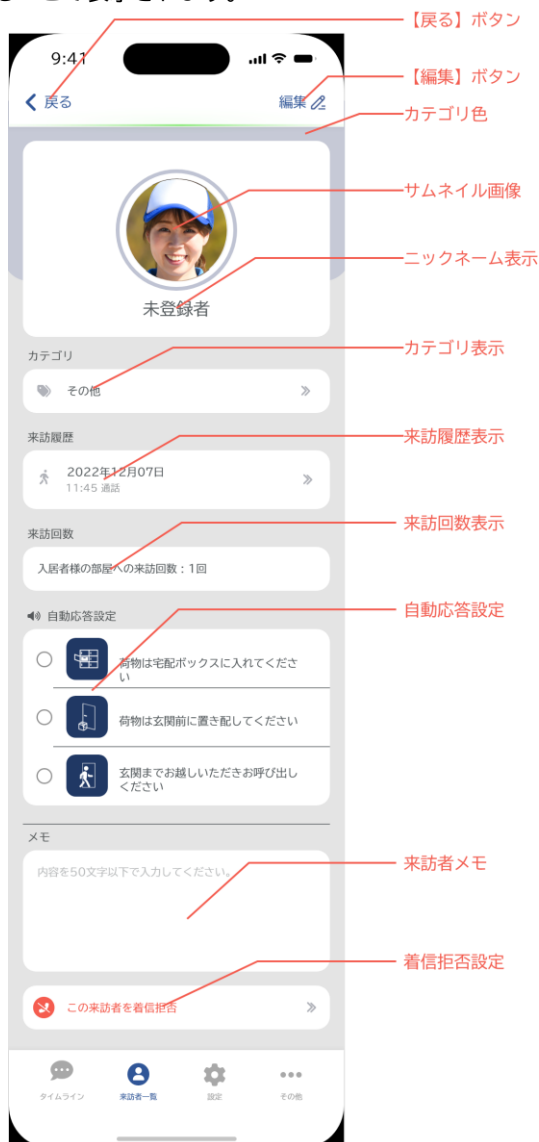 【戻る】ボタン
9:41
【編集】ボタン
戻る
編集
カテゴリ色
サムネイル画像
ニックネーム表示
未登録者
カテゴリ表示
カテゴリ
その他
来訪履歴表示
来訪履歴
2022年12月07日
11:45 通話
来訪回数表示
来訪回数
入居者様の部屋への来訪回数：1回
自動応答設定
自動応答設定
荷物は宅配ボックスに入れてくださ
い
荷物は玄関前に置き配してください
玄関までお越しいただきお呼び出し
ください
メモ
来訪者メモ
内容を50文字以下で入力してください。
着信拒否設定
この来訪者を着信拒否
タイムライン
来訪者一覧
設定
その他